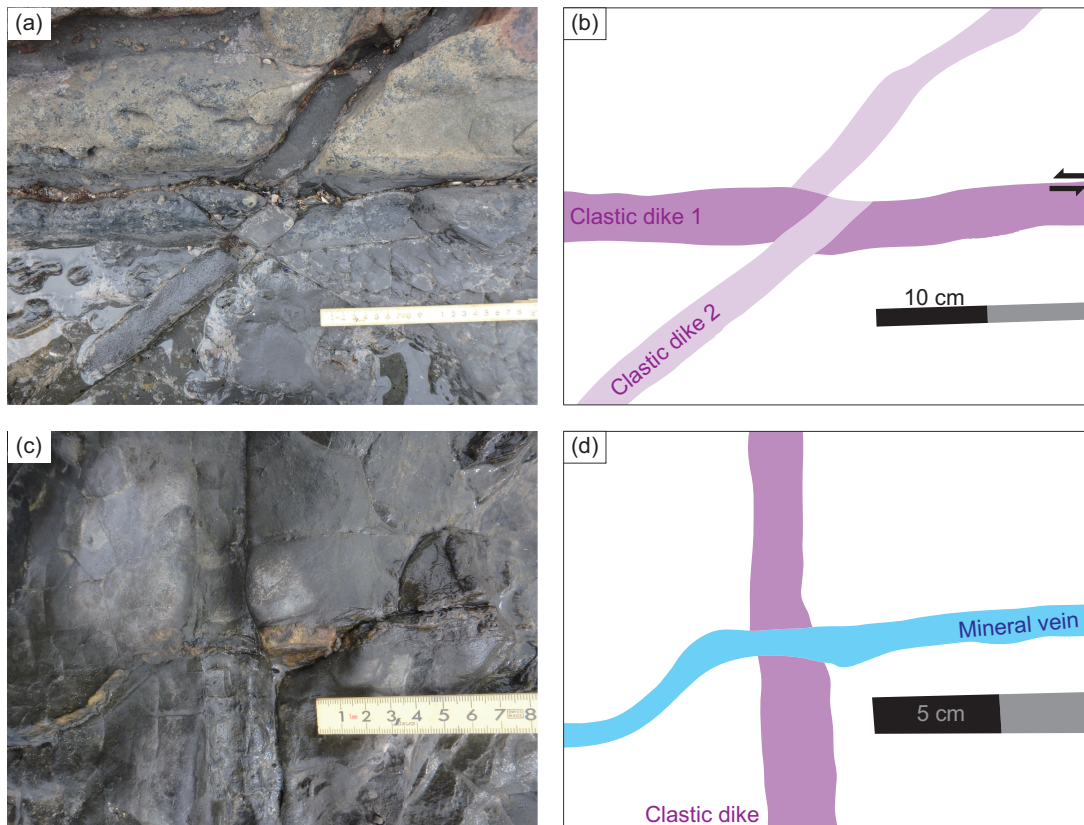 (a)
(b)
Clastic dike 1
10 cm
Clastic dike 2
(c)
1 2 3 4 5 6 7 8
(d)
Mineral vein
5 cm
Clastic dike